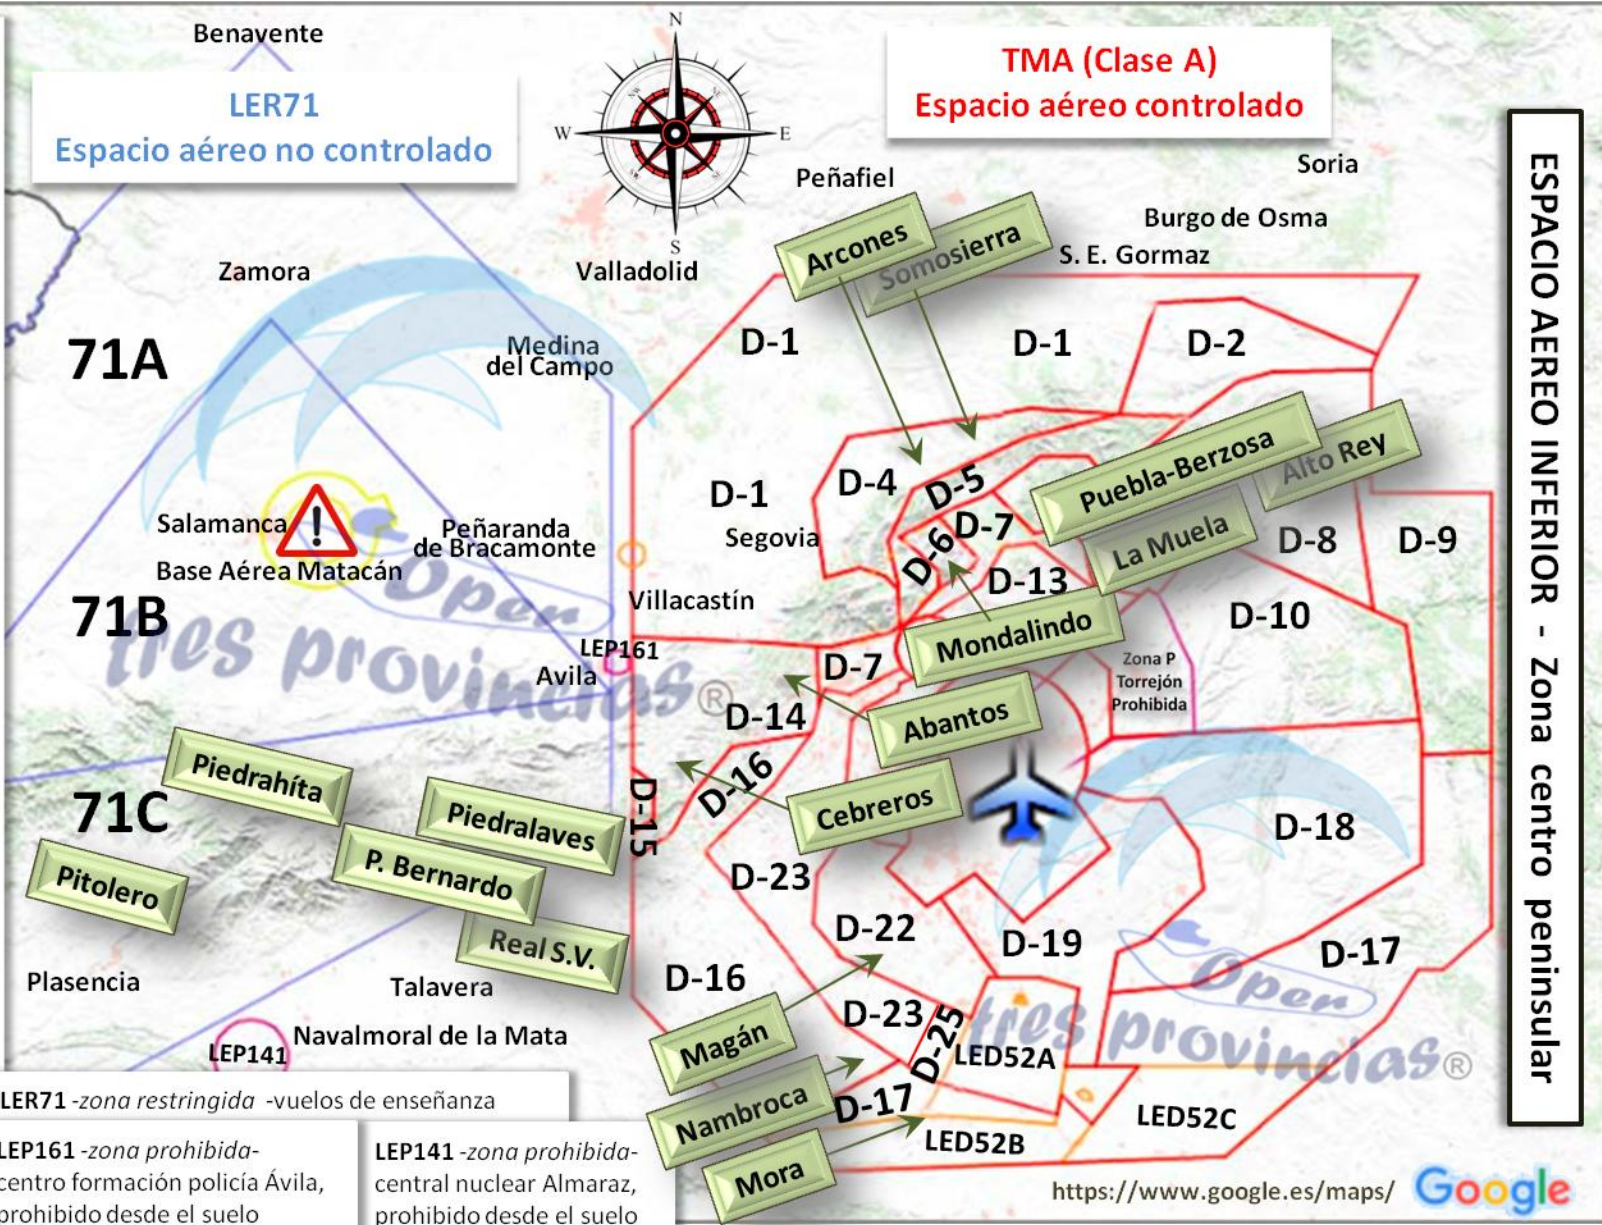 Benavente
LER71
Espacio aéreo no controlado
N
W
E
S
TMA (Clase A)
Espacio aéreo controlado
Peñafiel
Soria
Burgo de Osma
S. E. Gormaz
Arcones
Somosierra
Zamora
Valladolid
71A
Medina
del Campo
D-1
D-1
D-2
Puebla-Berzosa
Alto Rey
La Muela
D-4
D-5
D-1
D-7
D-6
D-8
D-9
Segovia
Salamanca
Peñaranda
de Bracamonte
Base Aérea Matacán
D-13
71B
Villacastín
D-10
Mondalindo
LEP161
Avila
D-7
Zona P
Torrejón
Prohibida
Oper
tres provincias®
D-14
Abantos
Piedrahíta
D-16
D-15
Cebreros
71C
Piedralaves
P. Bernardo
Pitolero
Real S.V.
D-18
D-23
D-22
D-19
D-17
Plasencia
Talavera
D-16
Oper
tres provincias®
Navalmoral de la Mata
LEP141
Magán
D-23
D-25
LED52A
Nambroca
D-17
LED52C
LED52B
Mora
LER71 -zona restringida -vuelos de enseñanza
LEP161 -zona prohibida-
centro formación policía Ávila,
prohibido desde el suelo
LEP141 -zona prohibida-
central nuclear Almaraz,
prohibido desde el suelo
https://www.google.es/maps/
Google
ESPACIO AEREO INFERIOR - Zona centro peninsular